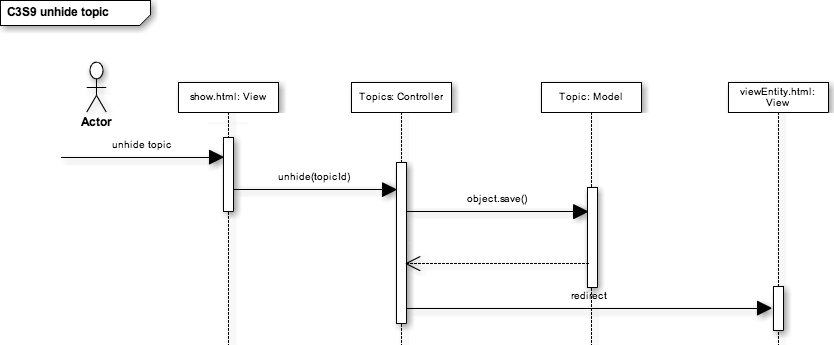 C3S9 unhide topic
Actor
show.html: View
Topics: Controller
Topic: Model
viewEntity.html:
View
unhide topic
unhide(topicId)
object.save()
redirect